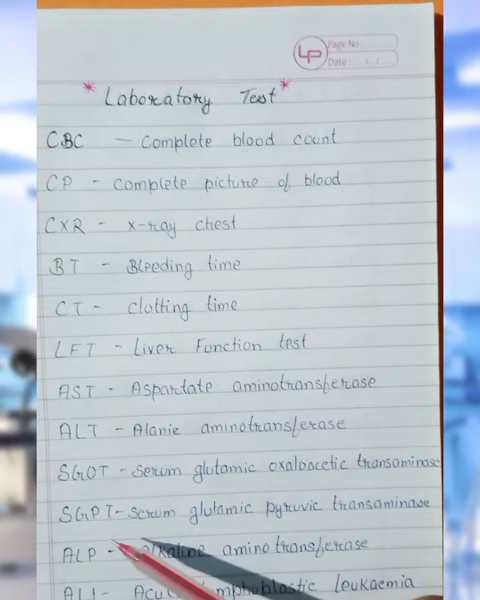 LP
Page No
Date: / /
* Laboratory Test *
CBC — Complete blood count
CP - Complete picture of blood
CXR - x-ray chest
BT - Bleeding time
CT - Clotting time
LFT - Liver Function test
AST - Aspartate aminotransferase
ALT - Alanie aminotransferase
SGOT - Serum glutamic oxaloacetic transaminase
SGPT - Serum glutamic pyruvic transaminase
ALP - alkaline aminotransferase
leukaemia